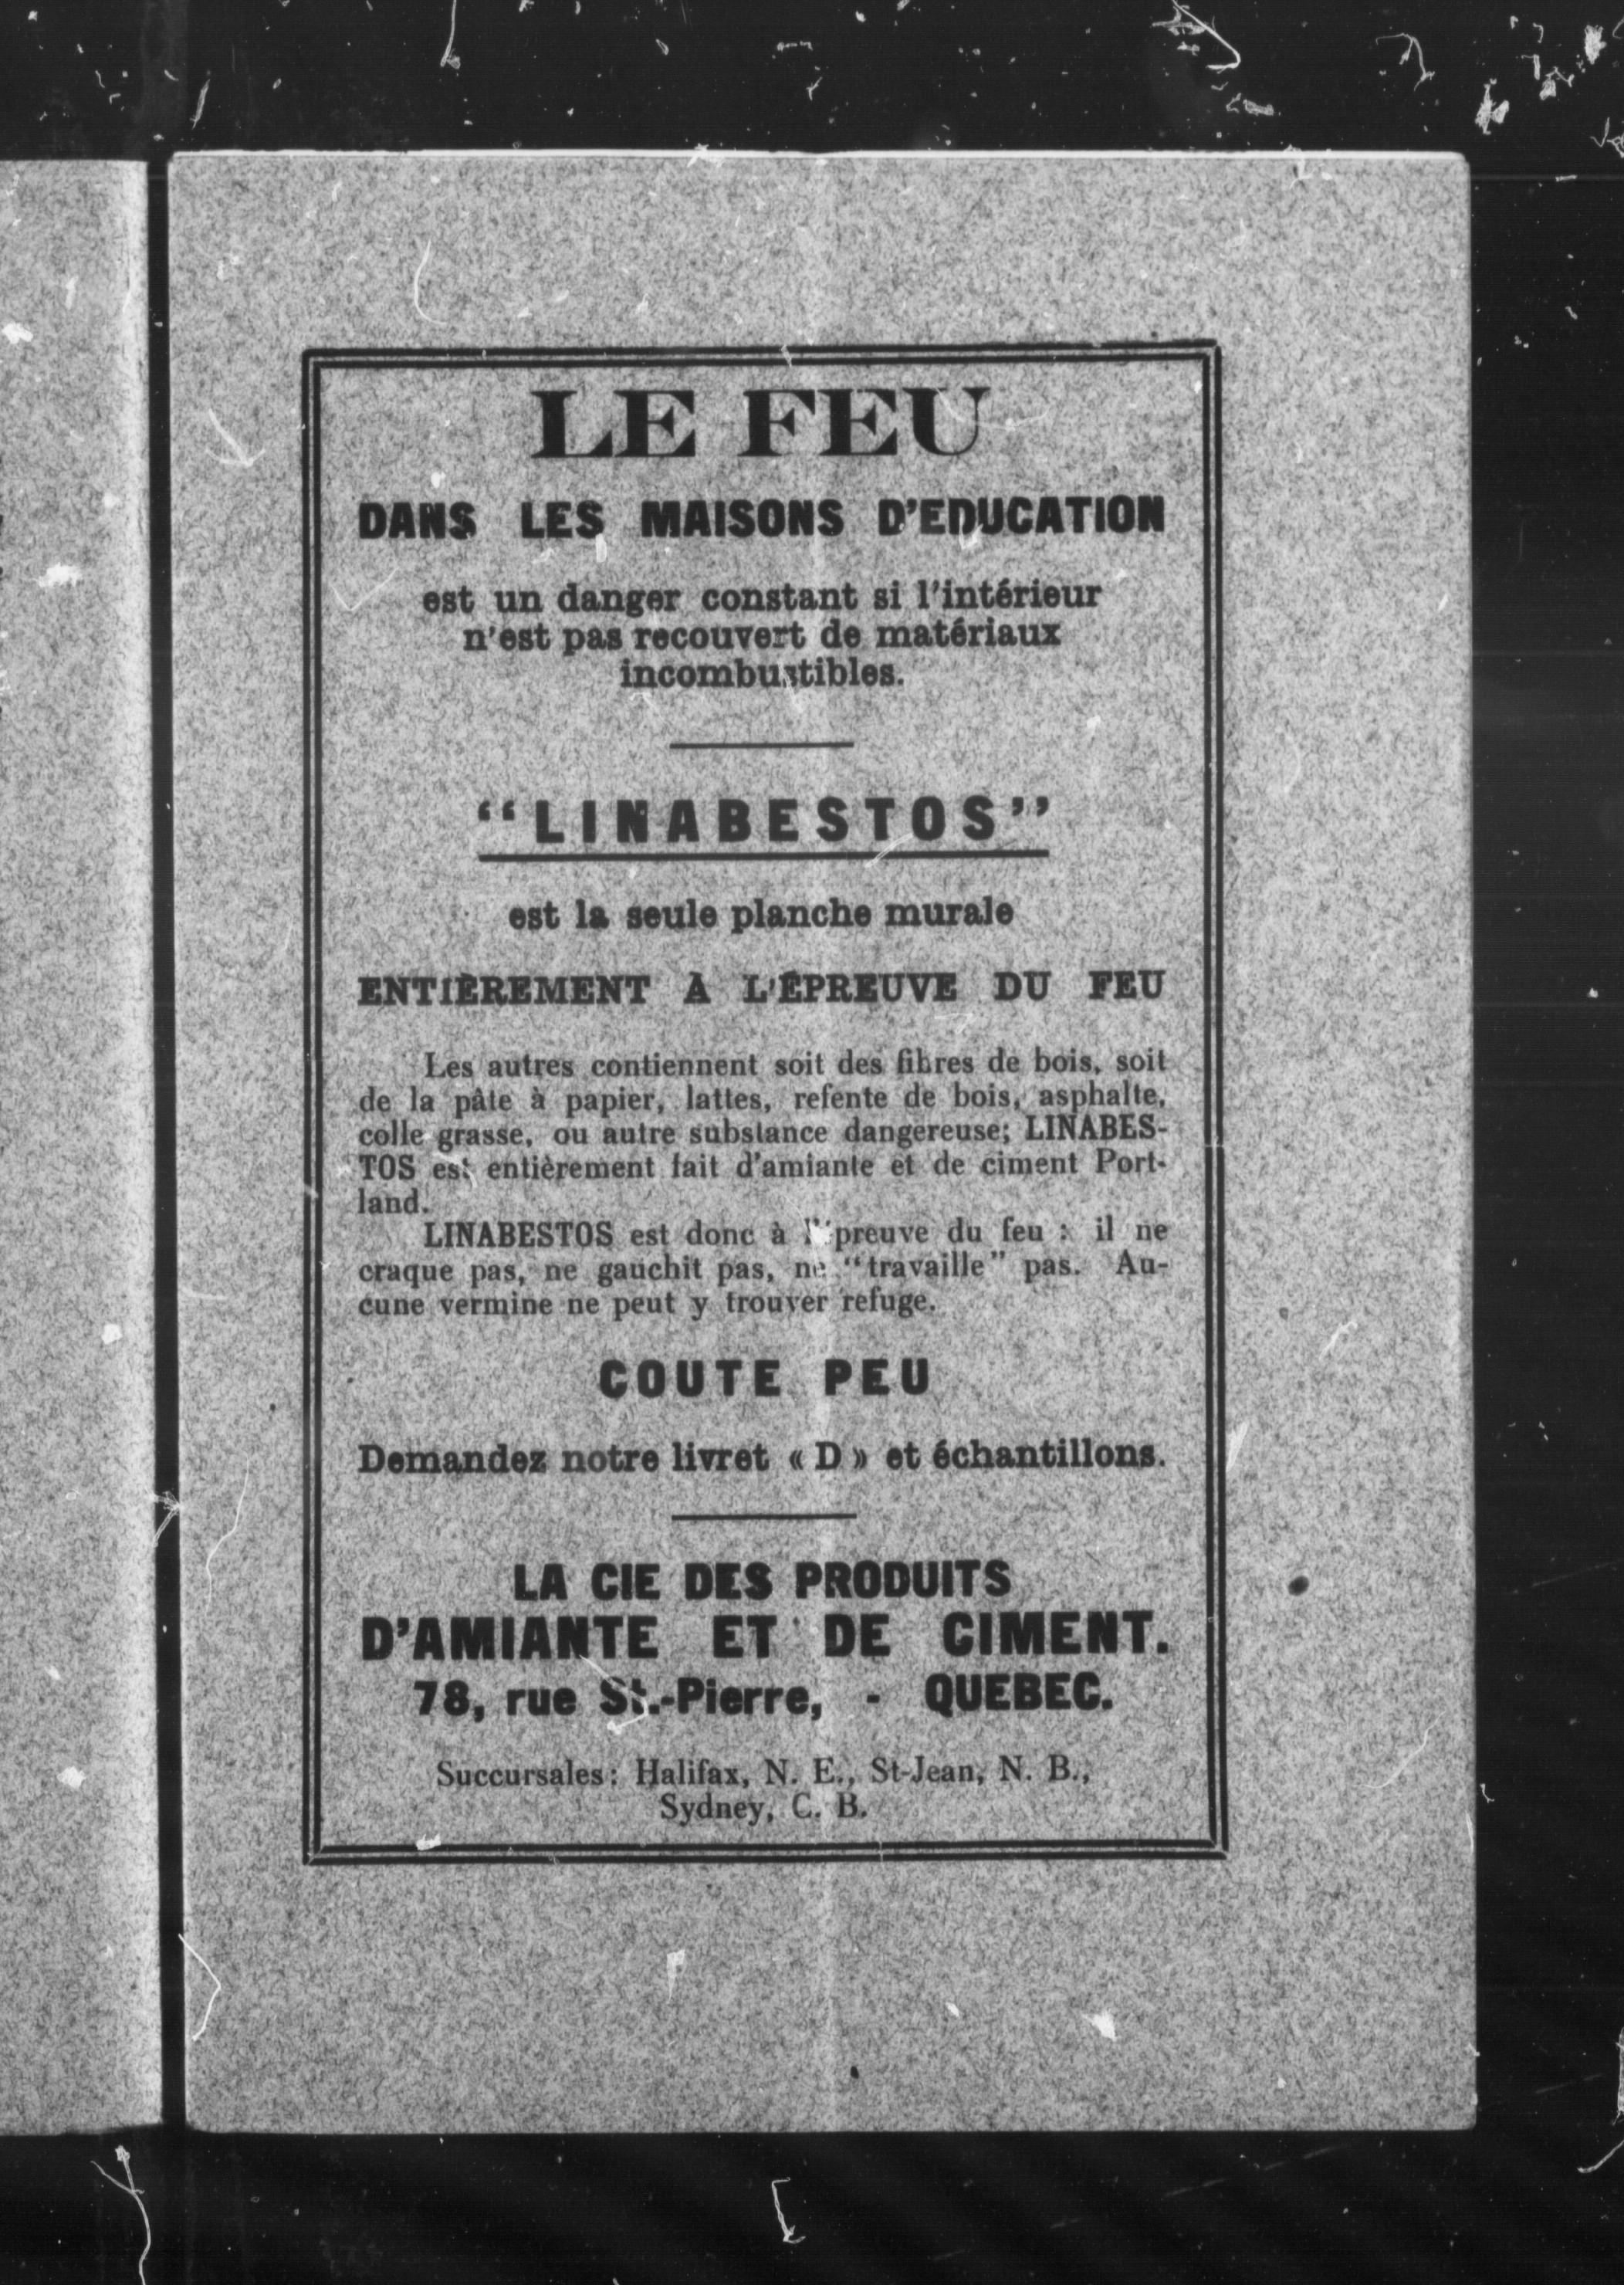 LE FEU
DANS LES MAISONS D'EDUCATION
est un danger constant si l'intérieur
n'est pas recouvert de matériaux
incombustibles.
“LINABESTOS”
est la seule planche murale
ENTIÈREMENT À L'ÉPREUVE DU FEU
Les autres contiennent soit des fibres de bois, soit
de la pâte à papier, lattes, refente de bois, asphalte,
colle grasse, ou autre substance dangereuse; LINABES-
TOS est entièrement fait d'amiante et de ciment Port-
land.
LINABESTOS est donc à l'épreuve du feu : il ne
craque pas, ne gauchit pas, ne “travaille” pas. Au-
cune vermine ne peut y trouver refuge.
COUTE PEU
Demandez notre livret « D » et échantillons.
LA CIE DES PRODUITS
D'AMIANTE ET DE CIMENT.
78, rue St.-Pierre, - QUEBEC.
Succursales : Halifax, N. E., St-Jean, N. B.,
Sydney, C. B.